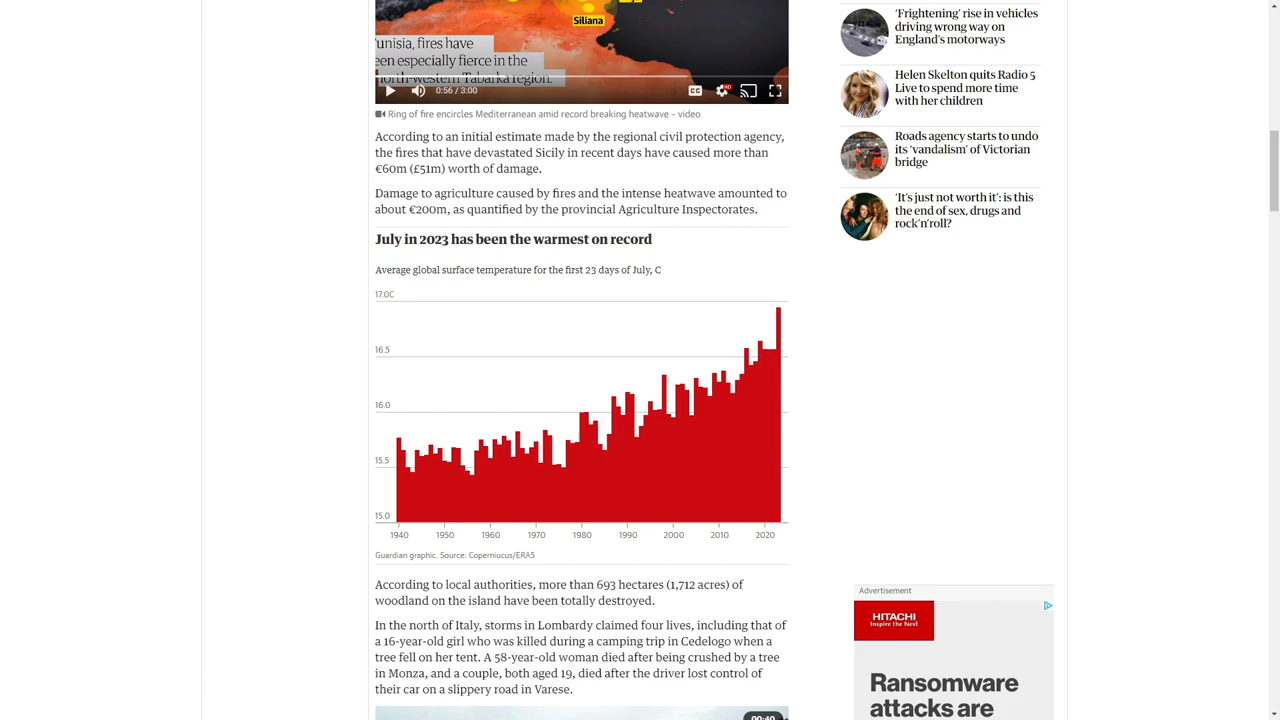 Siliana
Tunisia, fires have
been especially fierce in the
north-western Tabarka region.
0:56 / 3:00
CC
HD
Ring of fire encircles Mediterranean amid record breaking heatwave – video
According to an initial estimate made by the regional civil protection agency,
the fires that have devastated Sicily in recent days have caused more than
€60m (£51m) worth of damage.
Damage to agriculture caused by fires and the intense heatwave amounted to
about €200m, as quantified by the provincial Agriculture Inspectorates.
July in 2023 has been the warmest on record
Average global surface temperature for the first 23 days of July, C
17.0C
16.5
16.0
15.5
15.0
1940 1950 1960 1970 1980 1990 2000 2010 2020
Guardian graphic. Source: Copernicus/ERA5
According to local authorities, more than 693 hectares (1,712 acres) of
woodland on the island have been totally destroyed.
In the north of Italy, storms in Lombardy claimed four lives, including that of
a 16-year-old girl who was killed during a camping trip in Cedelogo when a
tree fell on her tent. A 58-year-old woman died after being crushed by a tree
in Monza, and a couple, both aged 19, died after the driver lost control of
their car on a slippery road in Varese.
00:40
‘Frightening’ rise in vehicles
driving wrong way on
England’s motorways
Helen Skelton quits Radio 5
Live to spend more time
with her children
Roads agency starts to undo
its ‘vandalism’ of Victorian
bridge
‘It’s just not worth it’: is this
the end of sex, drugs and
rock’n’roll?
Advertisement
HITACHI
Inspire the Next
Ransomware
attacks are